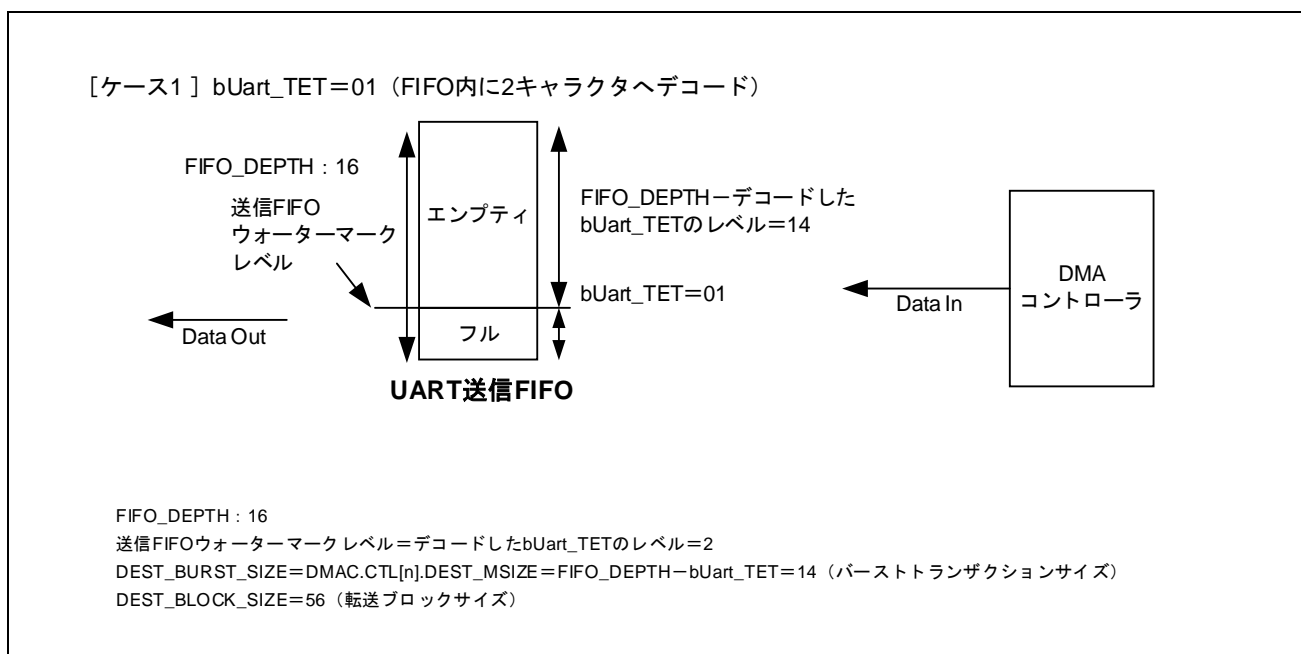 ［ケース1］bUart_TET＝01（FIFO内に2キャラクタへデコード）
FIFO_DEPTH：16
送信FIFO
ウォーターマーク
レベル
エンプティ
FIFO_DEPTH－デコードした
bUart_TETのレベル＝14
bUart_TET＝01
フル
Data Out
UART送信FIFO
Data In
DMA
コントローラ
FIFO_DEPTH：16
送信FIFOウォーターマークレベル＝デコードしたbUart_TETのレベル＝2
DEST_BURST_SIZE＝DMAC.CTL[n].DEST_MSIZE＝FIFO_DEPTH－bUart_TET＝14（バーストトランザクションサイズ）
DEST_BLOCK_SIZE＝56（転送ブロックサイズ）